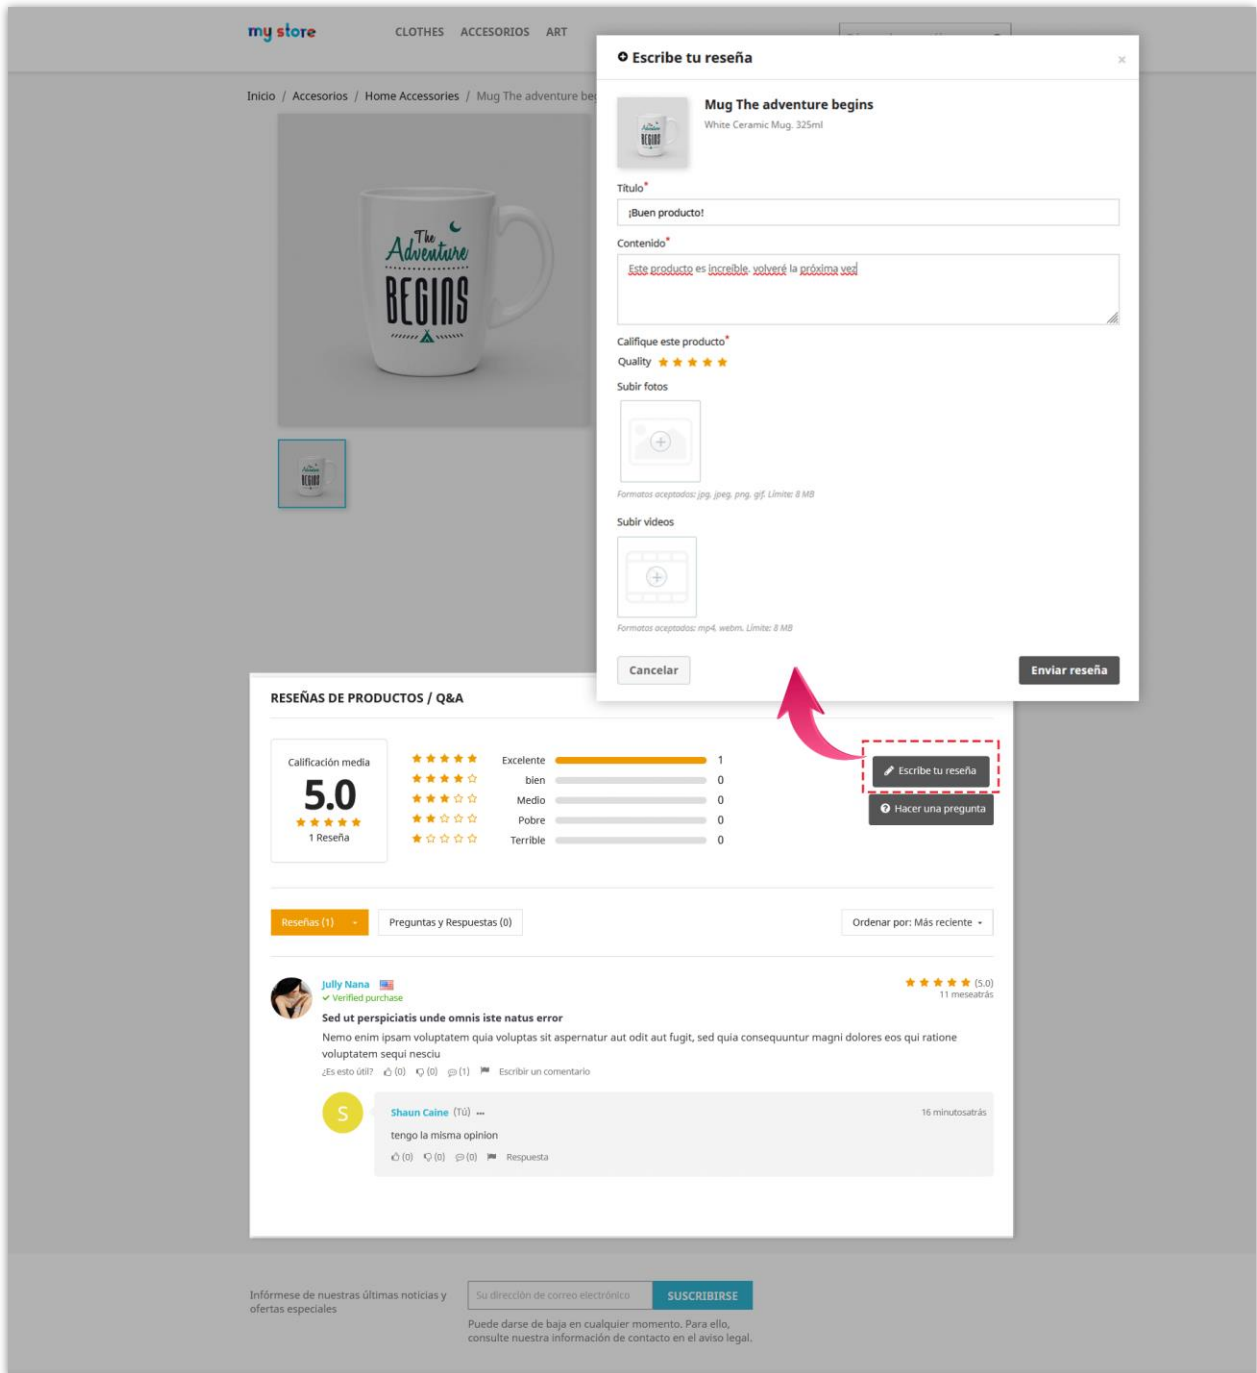 my store
CLOTHES ACCESORIOS ART
Inicio / Accesorios / Home Accessories / Mug The adventure be
The
Adventure
BEGINS
Adventure
BEGINS
Escribe tu reseña
×
The
Adventure
BEGINS
Mug The adventure begins
White Ceramic Mug. 325ml
Título*
¡Buen producto!
Contenido*
Este producto es increíble. volveré la próxima vez
Califique este producto*
Quality
Subir fotos
Formatos aceptados: jpg, jpeg, png, gif. Límite: 8 MB
Subir videos
Formatos aceptados: mp4, webm. Límite: 8 MB
Cancelar
Enviar reseña
RESEÑAS DE PRODUCTOS / Q&A
Calificación media
5.0
1 Reseña
Excelente 1
bien 0
Medio 0
Pobre 0
Terrible 0
Escribe tu reseña
Hacer una pregunta
Reseñas (1)
Preguntas y Respuestas (0)
Ordenar por: Más reciente
Jully Nana
(5.0)
✔ Verified purchase
11 meseatrás
Sed ut perspiciatis unde omnis iste natus error
Nemo enim ipsam voluptatem quia voluptas sit aspernatur aut odit aut fugit, sed quia consequuntur magni dolores eos qui ratione
voluptatem sequi nesciu
¿Es esto útil? (0) (0) (1) Escribir un comentario
S
Shaun Caine (Tú) •••
16 minutosatrás
tengo la misma opinion
(0) (0) (0) Respuesta
Infórmese de nuestras últimas noticias y
ofertas especiales
Su dirección de correo electrónico
SUSCRIBIRSE
Puede darse de baja en cualquier momento. Para ello,
consulte nuestra información de contacto en el aviso legal.